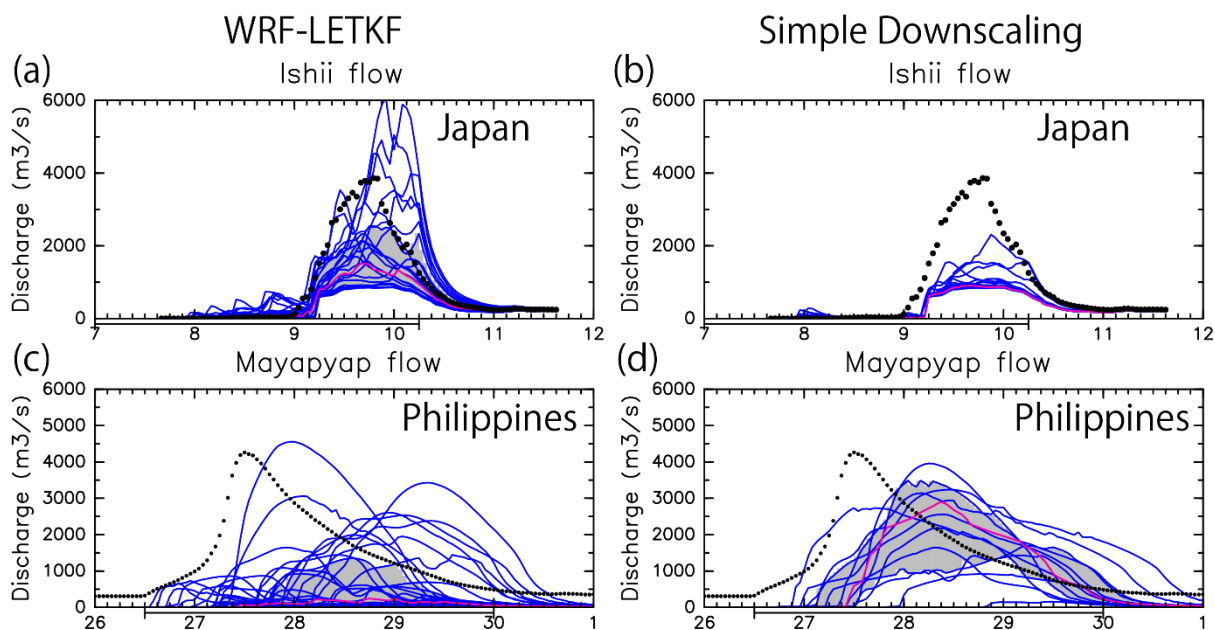 WRF-LETKF
Simple Downscaling
(a)
Ishii flow
Discharge (m3/s)
6000
4000
2000
0
Japan
7 8 9 10 11 12
(b)
Ishii flow
Discharge (m3/s)
6000
4000
2000
0
Japan
7 8 9 10 11 12
(c)
Mayapyap flow
Discharge (m3/s)
6000
5000
4000
3000
2000
1000
0
Philippines
26 27 28 29 30 1
(d)
Mayapyap flow
Discharge (m3/s)
6000
5000
4000
3000
2000
1000
0
Philippines
26 27 28 29 30 1